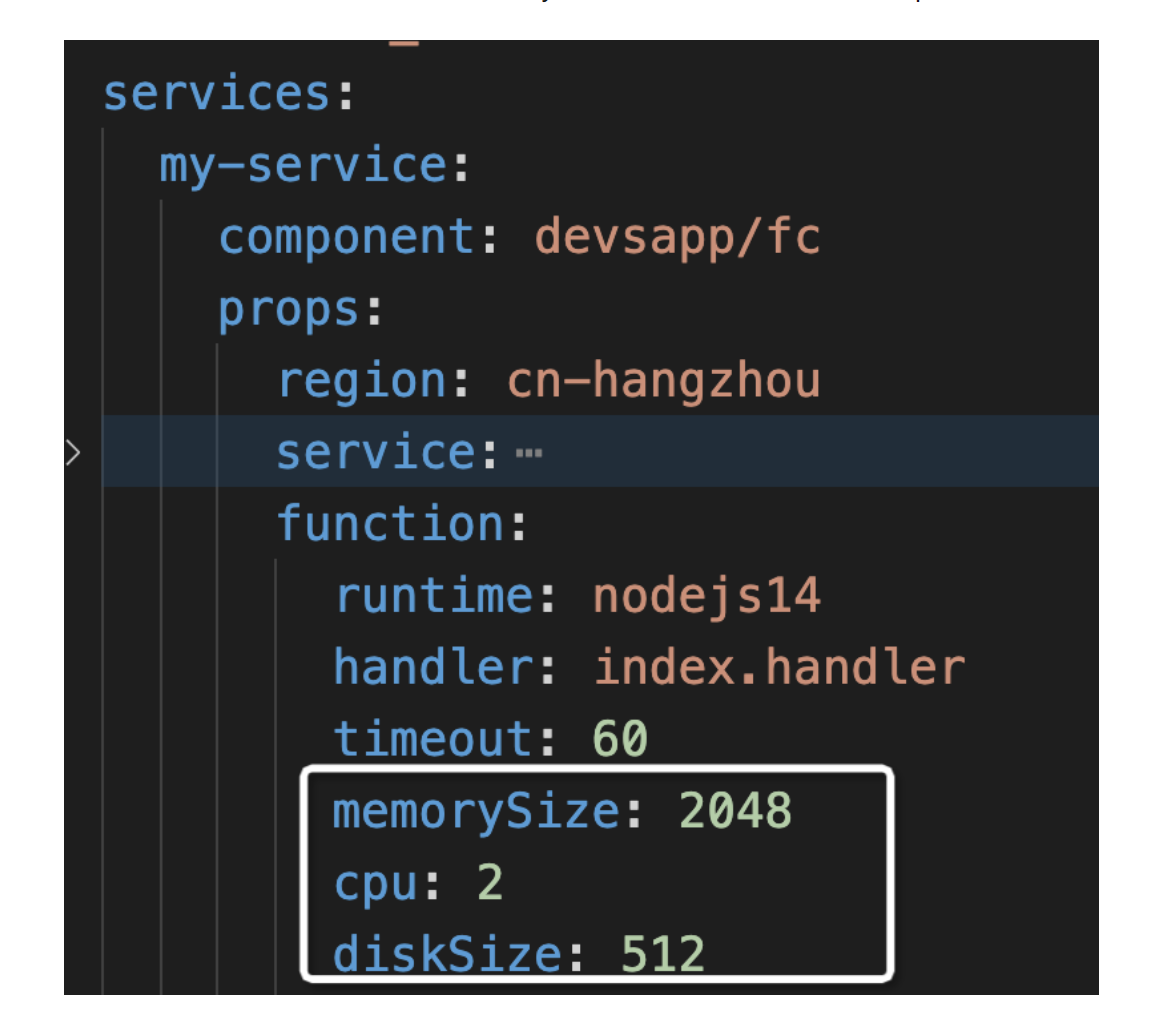 services:
my-service:
component: devsapp/fc
props:
region: cn-hangzhou
service: ⋯
function:
runtime: nodejs14
handler: index.handler
timeout: 60
memorySize: 2048
cpu: 2
diskSize: 512